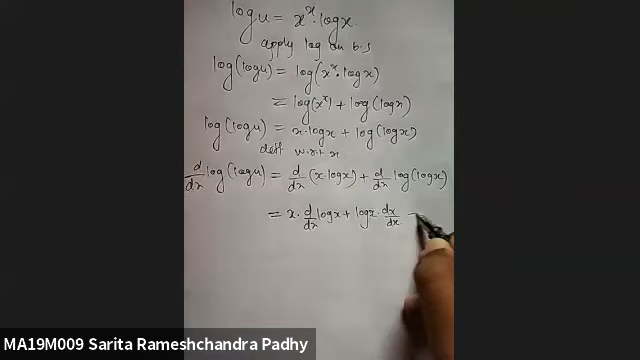 log u = x^x · log x.
apply log on b.s
log(log u) = log(x^x · log x)
= log(x^x) + log(log x)
log(log u) = x·log x + log(log x)
diff w.r.t x.
d/dx log(log u) = d/dx (x·log x) + d/dx log(log x)
= x · d/dx log x + log x · dx/dx
MA19M009 Sarita Rameshchandra Padhy